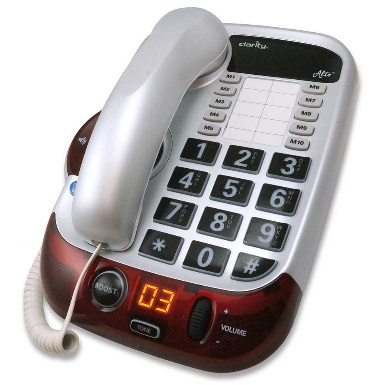 clarity
Alto
M1
M2
M3
M4
M5
M6
M7
M8
M9
M10
1
2
3
4
5
6
7
8
9
*
0
#
BOOST
03
TONE
+
VOLUME
-